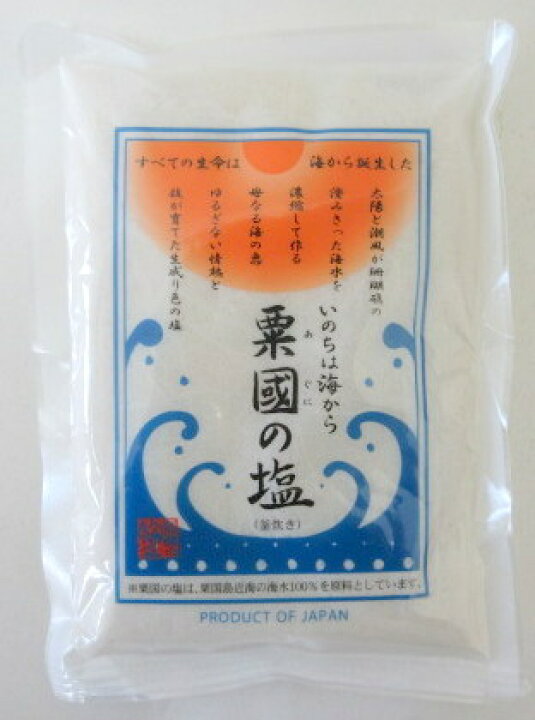 すべての生命は　海から誕生した
太陽と潮風が珊瑚礁の
澄みきった海水を
濃縮して作る
母なる海の恵
ゆるぎない情熱と
技が育てた生成り色の塩
いのちは海から
粟國の塩
あぐに
(釜炊き)
※粟国の塩は、粟国島近海の海水100%を原料としています。
PRODUCT OF JAPAN